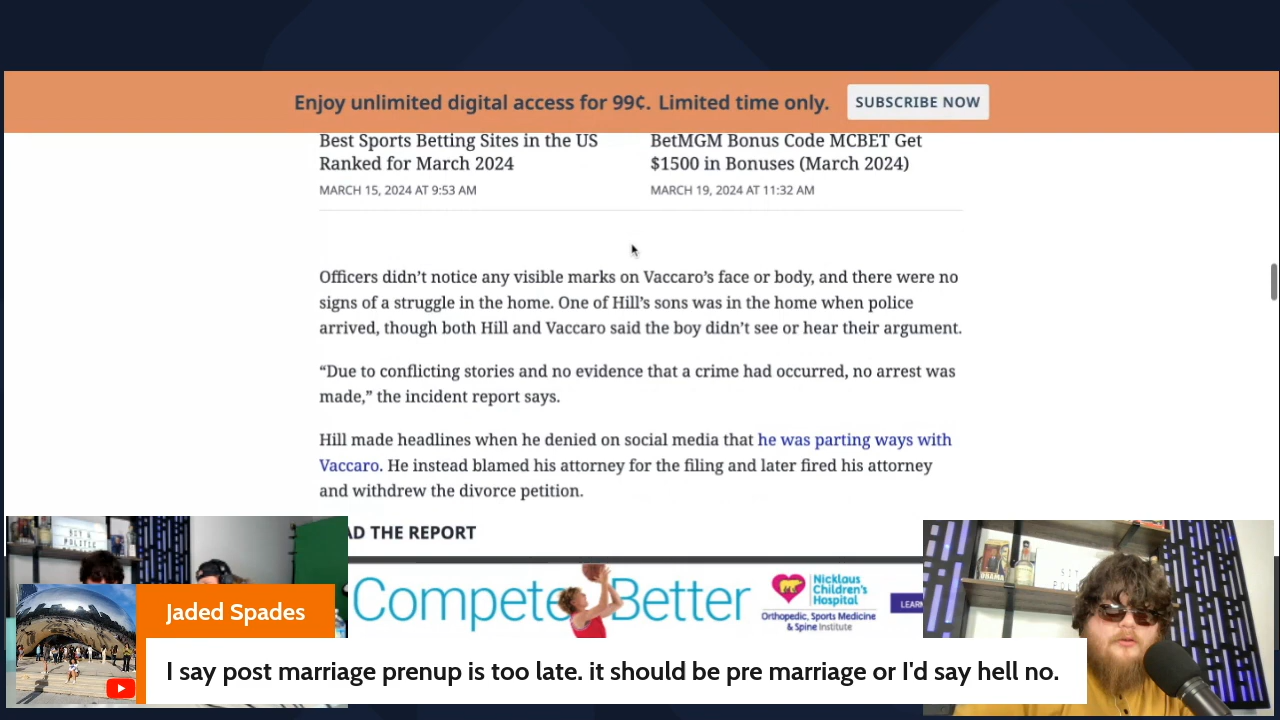 Enjoy unlimited digital access for 99¢. Limited time only.
SUBSCRIBE NOW
Best Sports Betting Sites in the US
Ranked for March 2024
MARCH 15, 2024 AT 9:53 AM
BetMGM Bonus Code MCBET Get
$1500 in Bonuses (March 2024)
MARCH 19, 2024 AT 11:32 AM
Officers didn’t notice any visible marks on Vaccaro’s face or body, and there were no
signs of a struggle in the home. One of Hill’s sons was in the home when police
arrived, though both Hill and Vaccaro said the boy didn’t see or hear their argument.
“Due to conflicting stories and no evidence that a crime had occurred, no arrest was
made,” the incident report says.
Hill made headlines when he denied on social media that he was parting ways with
Vaccaro. He instead blamed his attorney for the filing and later fired his attorney
and withdrew the divorce petition.
AD THE REPORT
Compete Better
Nicklaus
Children's
Hospital
Orthopedic, Sports Medicine
& Spine Institute
LEARN
Jaded Spades
I say post marriage prenup is too late. it should be pre marriage or I'd say hell no.